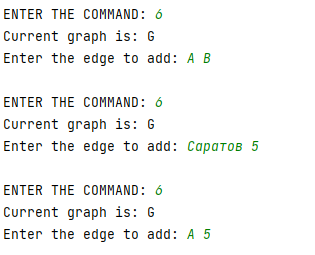 ENTER THE COMMAND: 6
Current graph is: G
Enter the edge to add: A B
ENTER THE COMMAND: 6
Current graph is: G
Enter the edge to add: Саратов 5
ENTER THE COMMAND: 6
Current graph is: G
Enter the edge to add: A 5